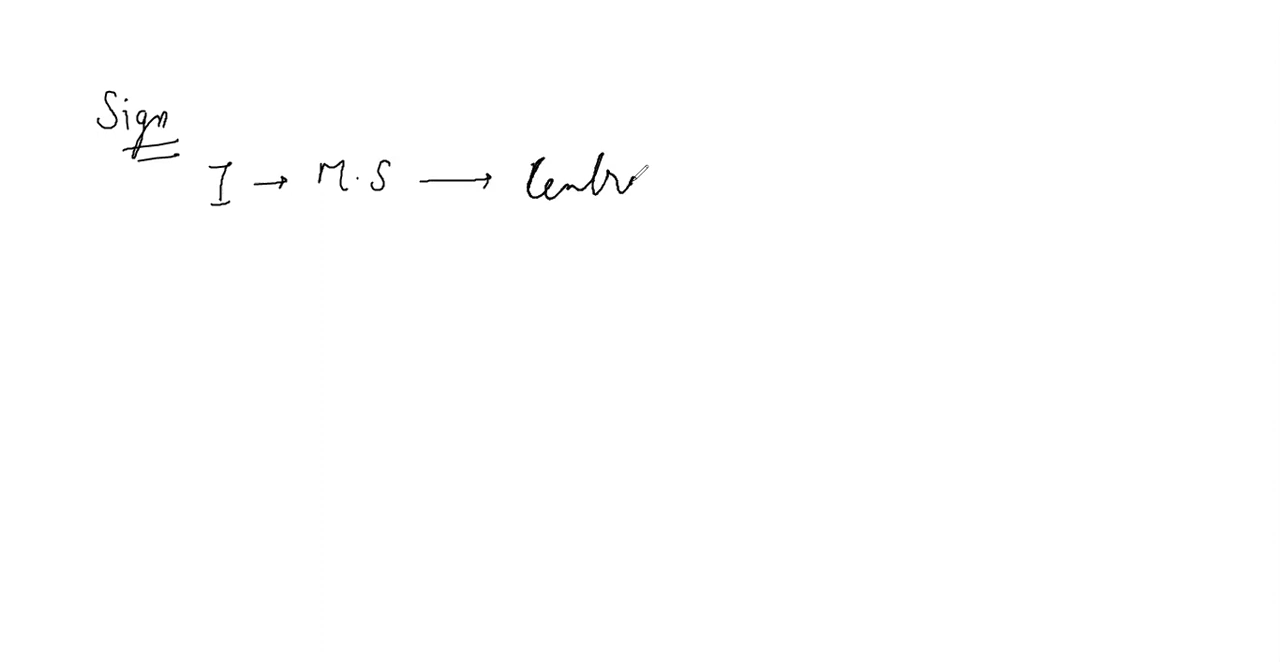 Sign
I → M.S → Centr